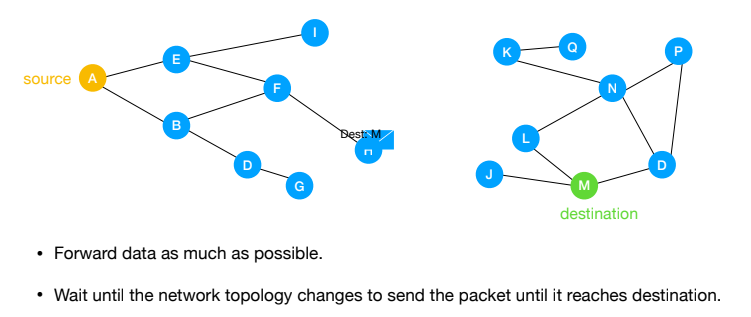 I
E
K
Q
P
source
A
F
N
B
Dest: M
L
D
G
J
M
D
destination
• Forward data as much as possible.
• Wait until the network topology changes to send the packet until it reaches destination.